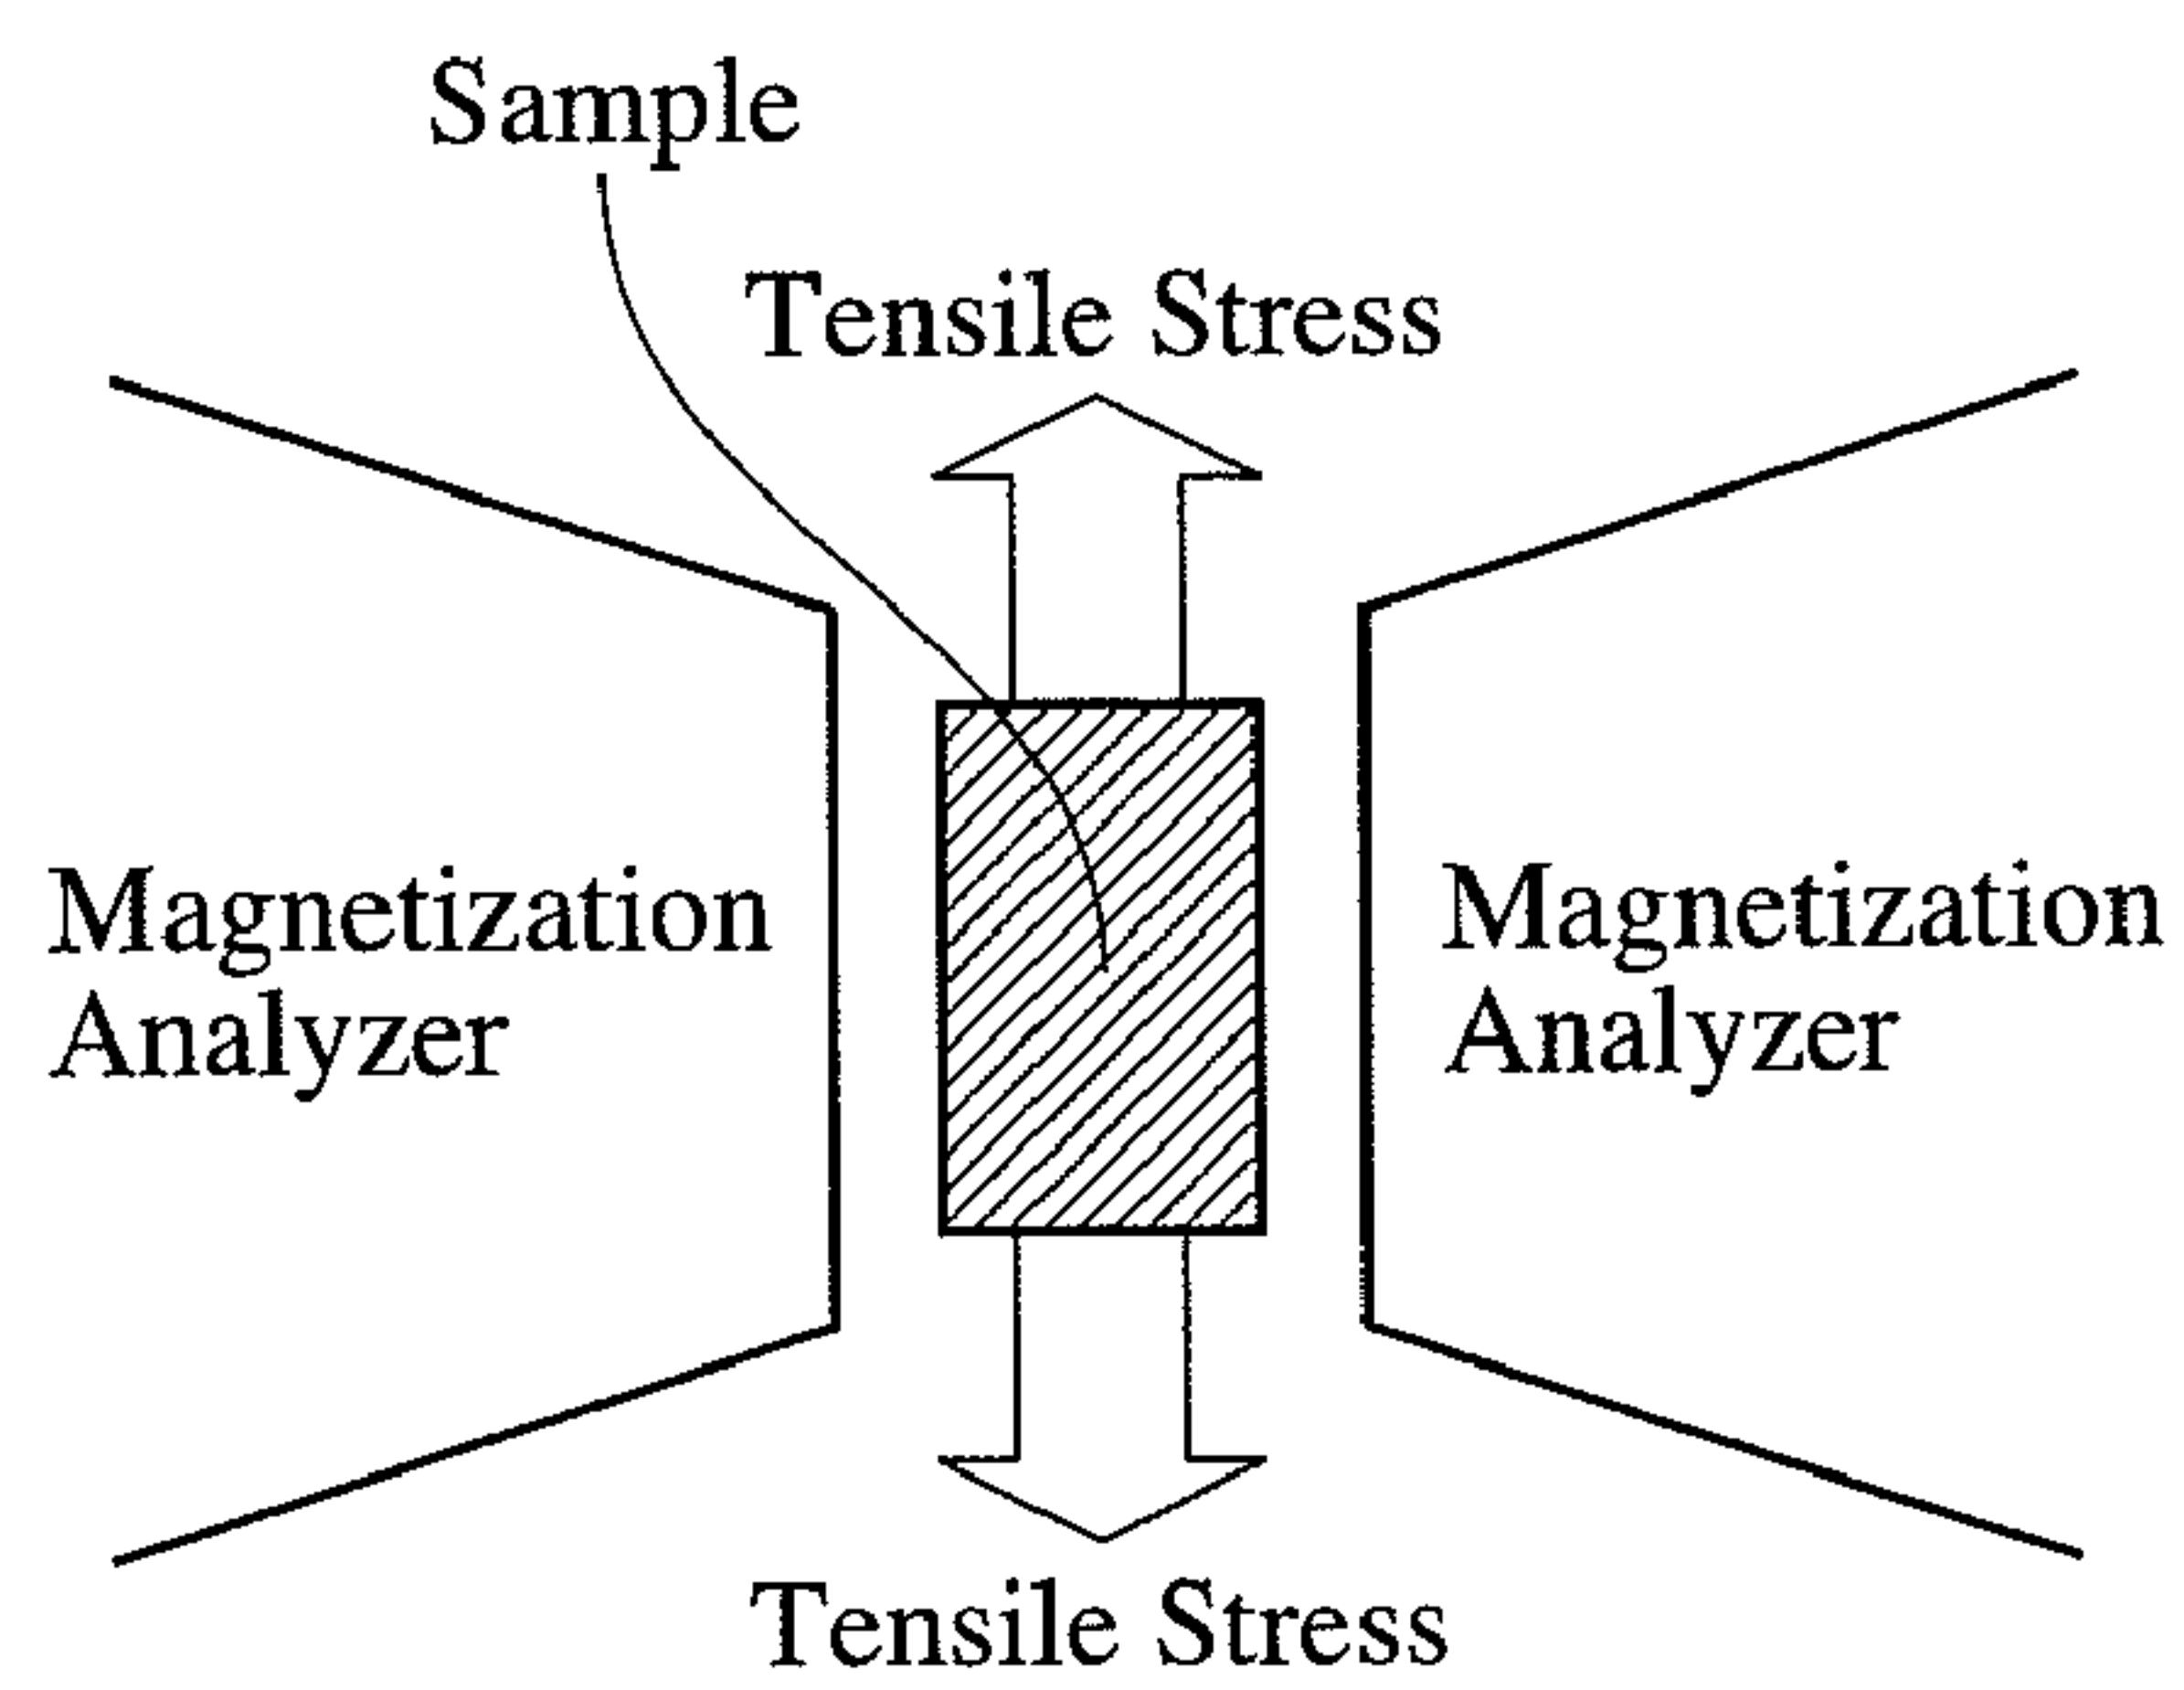 Sample
Tensile Stress
Magnetization
Analyzer
Magnetization
Analyzer
Tensile Stress